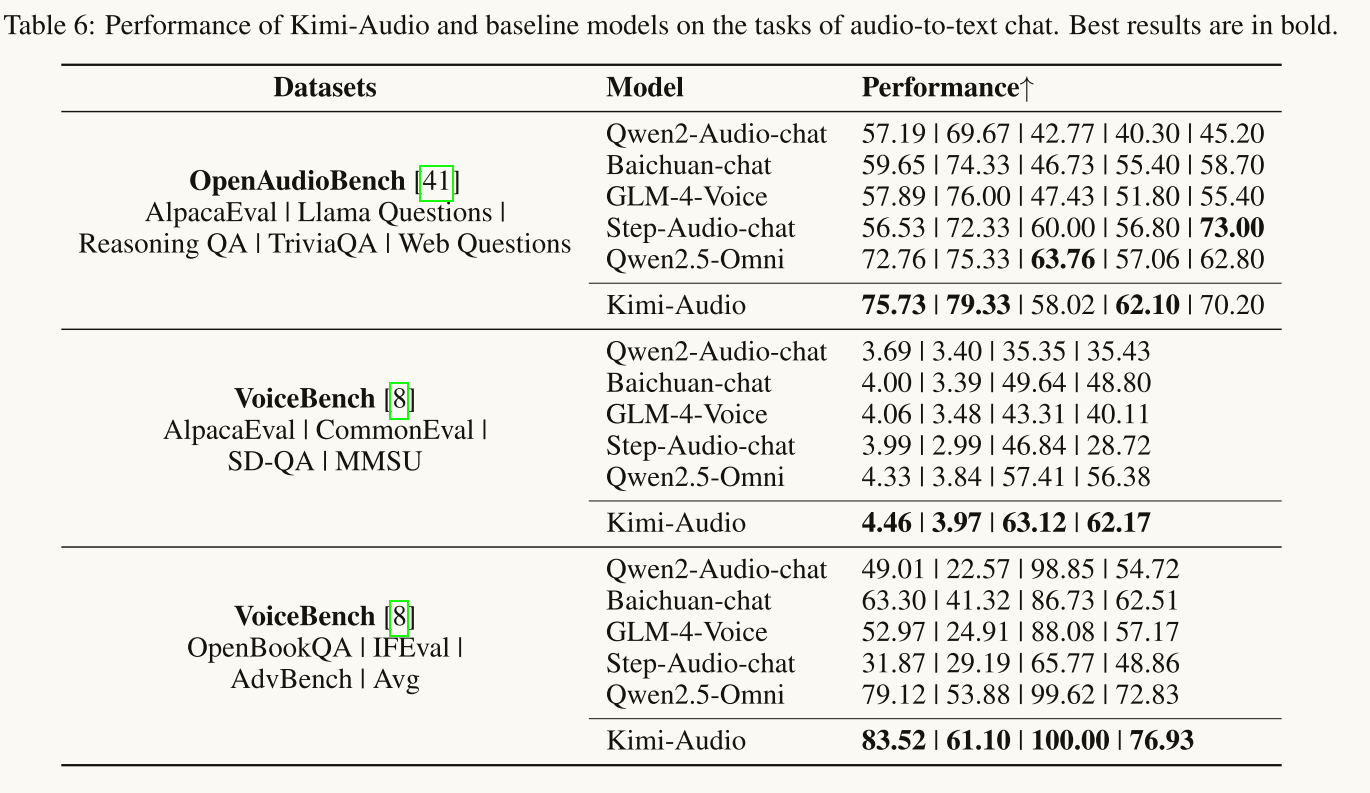 Table 6: Performance of Kimi-Audio and baseline models on the tasks of audio-to-text chat. Best results are in bold.
Datasets Model Performance↑
OpenAudioBench [41]
AlpacaEval | Llama Questions |
Reasoning QA | TriviaQA | Web Questions
Qwen2-Audio-chat 57.19 | 69.67 | 42.77 | 40.30 | 45.20
Baichuan-chat 59.65 | 74.33 | 46.73 | 55.40 | 58.70
GLM-4-Voice 57.89 | 76.00 | 47.43 | 51.80 | 55.40
Step-Audio-chat 56.53 | 72.33 | 60.00 | 56.80 | 73.00
Qwen2.5-Omni 72.76 | 75.33 | 63.76 | 57.06 | 62.80
Kimi-Audio 75.73 | 79.33 | 58.02 | 62.10 | 70.20
VoiceBench [8]
AlpacaEval | CommonEval |
SD-QA | MMSU
Qwen2-Audio-chat 3.69 | 3.40 | 35.35 | 35.43
Baichuan-chat 4.00 | 3.39 | 49.64 | 48.80
GLM-4-Voice 4.06 | 3.48 | 43.31 | 40.11
Step-Audio-chat 3.99 | 2.99 | 46.84 | 28.72
Qwen2.5-Omni 4.33 | 3.84 | 57.41 | 56.38
Kimi-Audio 4.46 | 3.97 | 63.12 | 62.17
VoiceBench [8]
OpenBookQA | IFEval |
AdvBench | Avg
Qwen2-Audio-chat 49.01 | 22.57 | 98.85 | 54.72
Baichuan-chat 63.30 | 41.32 | 86.73 | 62.51
GLM-4-Voice 52.97 | 24.91 | 88.08 | 57.17
Step-Audio-chat 31.87 | 29.19 | 65.77 | 48.86
Qwen2.5-Omni 79.12 | 53.88 | 99.62 | 72.83
Kimi-Audio 83.52 | 61.10 | 100.00 | 76.93